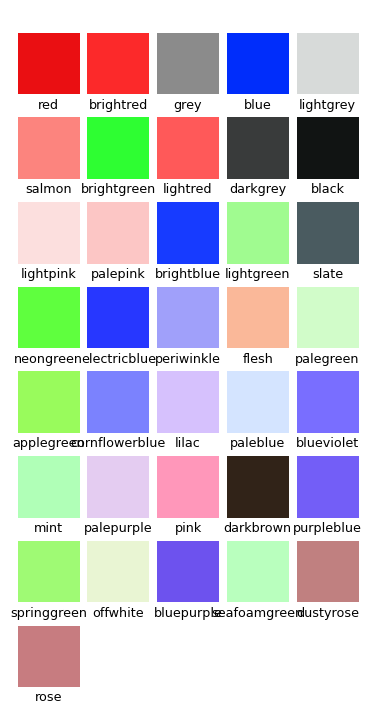 red brightred grey blue lightgrey
salmon brightgreen lightred darkgrey black
lightpink palepink brightblue lightgreen slate
neongreen electricblue periwinkle flesh palegreen
applegreen cornflowerblue lilac paleblue blueviolet
mint palepurple pink darkbrown purpleblue
springgreen offwhite bluepurple seafoamgreen dustyrose
rose